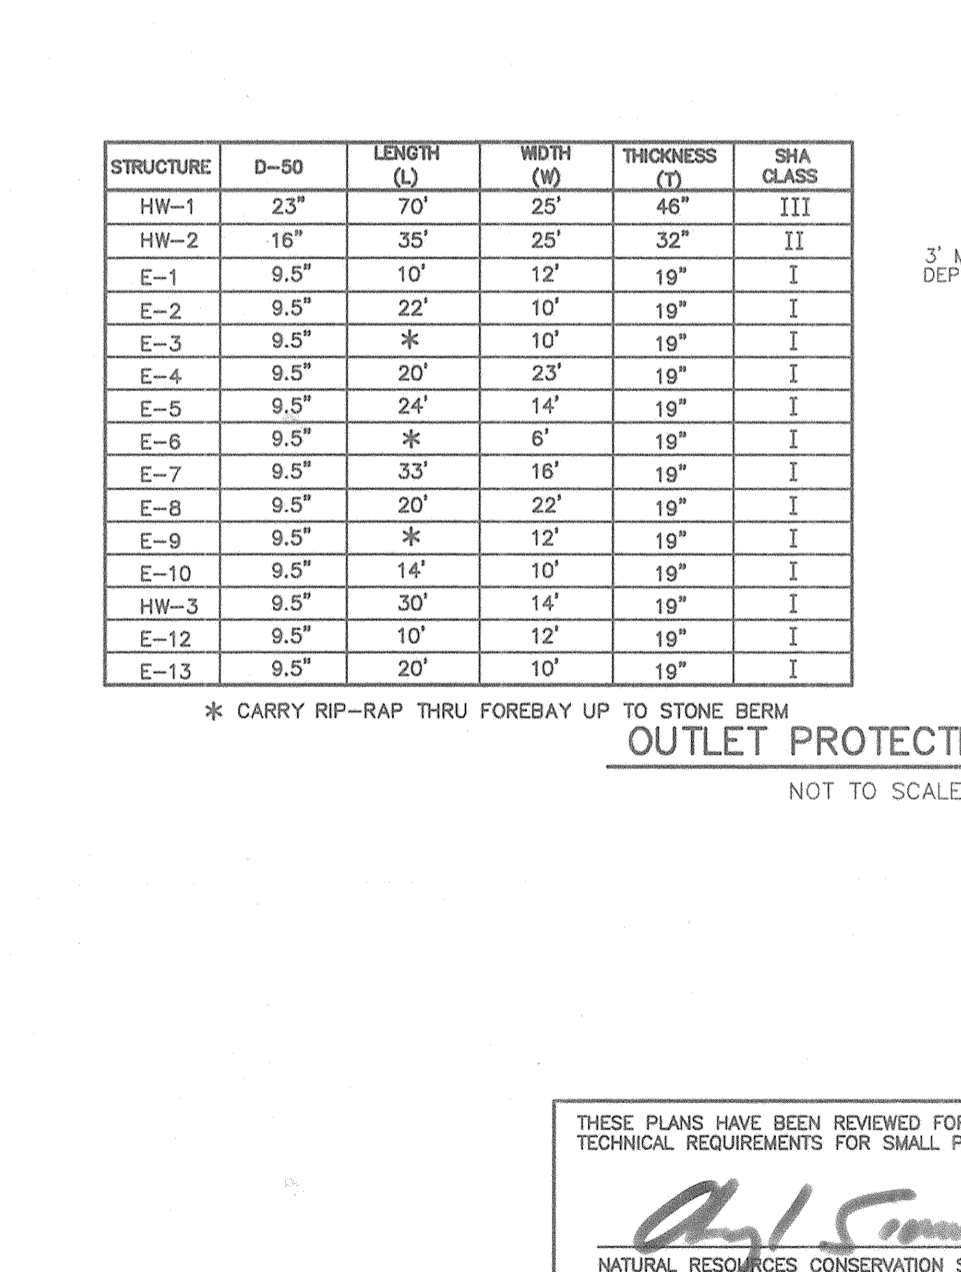 STRUCTURE D-50 LENGTH (L) WIDTH (W) THICKNESS (T) SHA CLASS
HW-1 23" 70' 25' 46" III
HW-2 16" 35' 25' 32" II
E-1 9.5" 10' 12' 19" I
E-2 9.5" 22' 10' 19" I
E-3 9.5" * 10' 19" I
E-4 9.5" 20' 23' 19" I
E-5 9.5" 24' 14' 19" I
E-6 9.5" * 6' 19" I
E-7 9.5" 33' 16' 19" I
E-8 9.5" 20' 22' 19" I
E-9 9.5" * 12' 19" I
E-10 9.5" 14' 10' 19" I
HW-3 9.5" 30' 14' 19" I
E-12 9.5" 10' 12' 19" I
E-13 9.5" 20' 10' 19" I
3'
DEP
* CARRY RIP-RAP THRU FOREBAY UP TO STONE BERM
OUTLET PROTECT
NOT TO SCALE
THESE PLANS HAVE BEEN REVIEWED FOR
TECHNICAL REQUIREMENTS FOR SMALL P
NATURAL RESOURCES CONSERVATION S